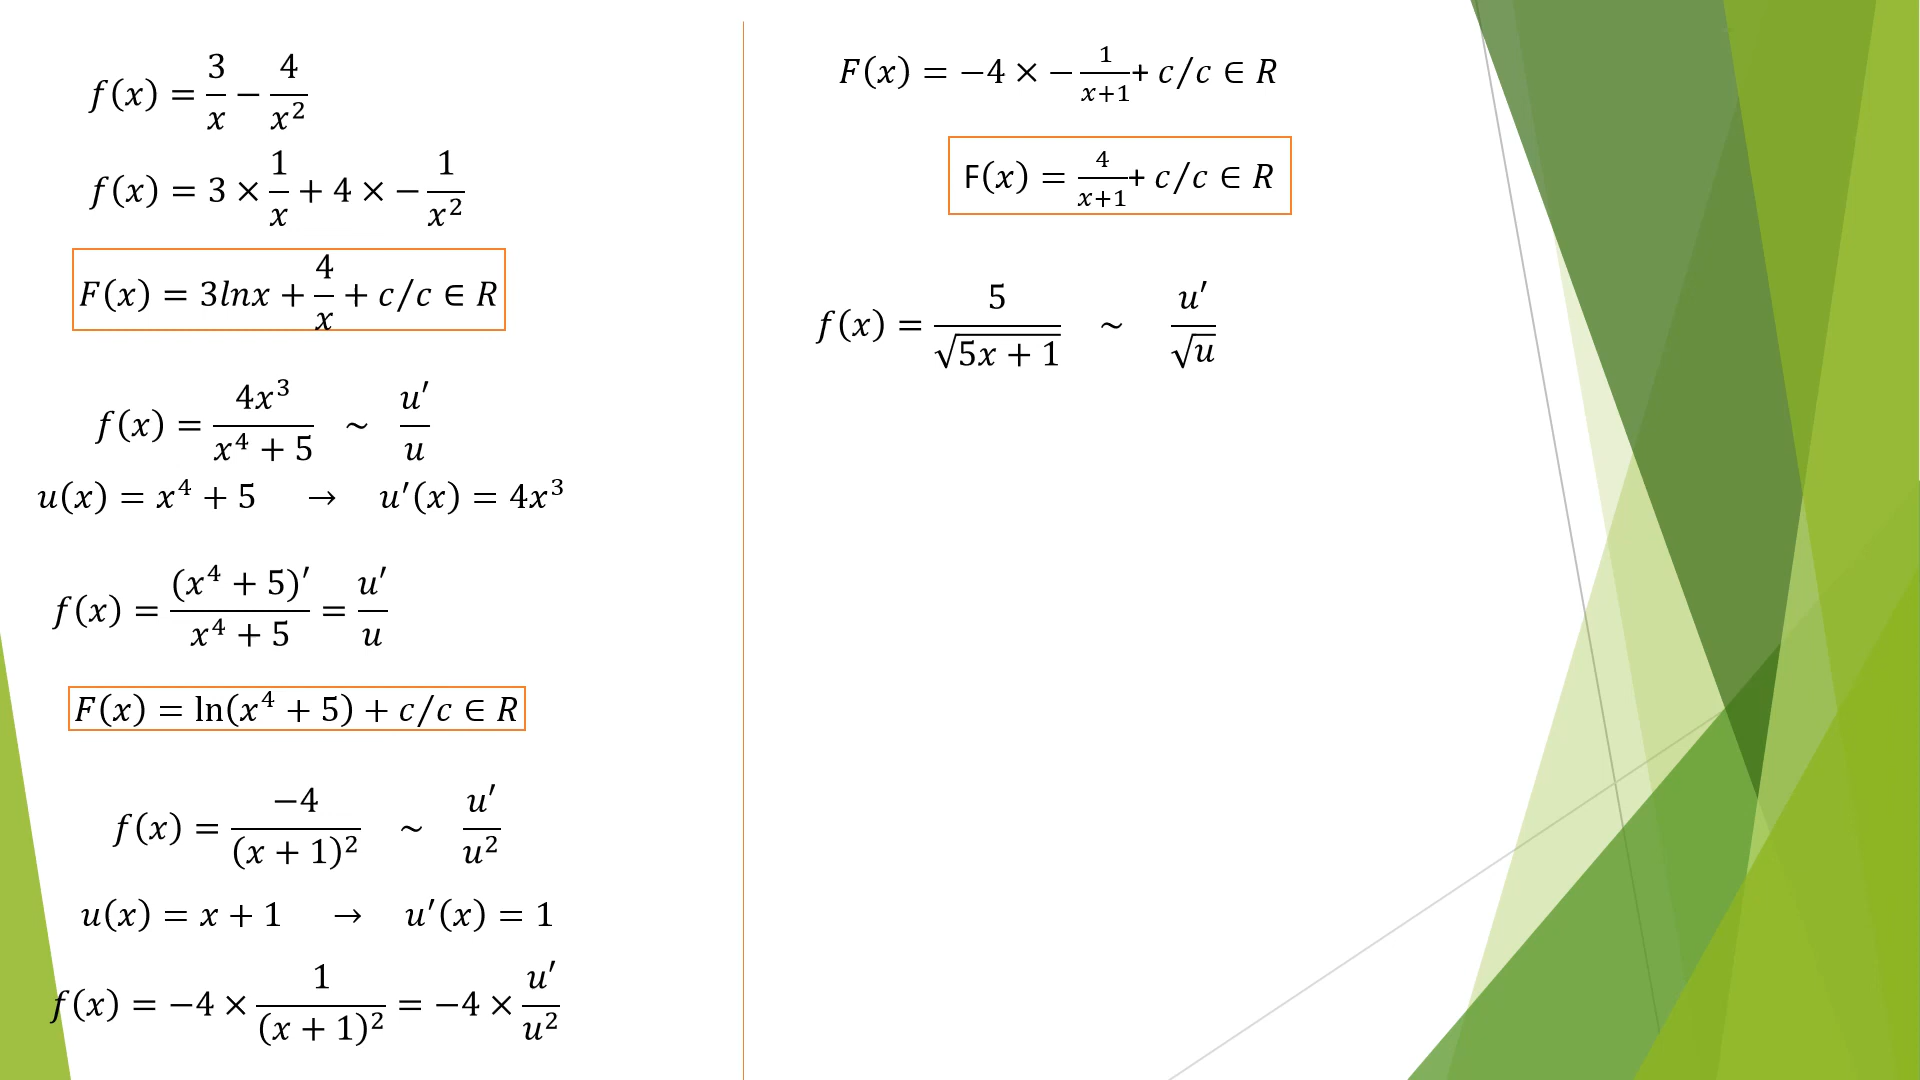 f(x) = 3/x − 4/x²
f(x) = 3 × 1/x + 4 × − 1/x²
F(x) = 3lnx + 4/x + c/c ∈ R
f(x) = 4x³/(x⁴ + 5) ~ u′/u
u(x) = x⁴ + 5 → u′(x) = 4x³
f(x) = (x⁴ + 5)′/(x⁴ + 5) = u′/u
F(x) = ln(x⁴ + 5) + c/c ∈ R
f(x) = −4/(x + 1)² ~ u′/u²
u(x) = x + 1 → u′(x) = 1
f(x) = −4 × 1/(x + 1)² = −4 × u′/u²
F(x) = −4 × − 1/(x+1) + c/c ∈ R
F(x) = 4/(x+1) + c/c ∈ R
f(x) = 5/√(5x + 1) ~ u′/√u